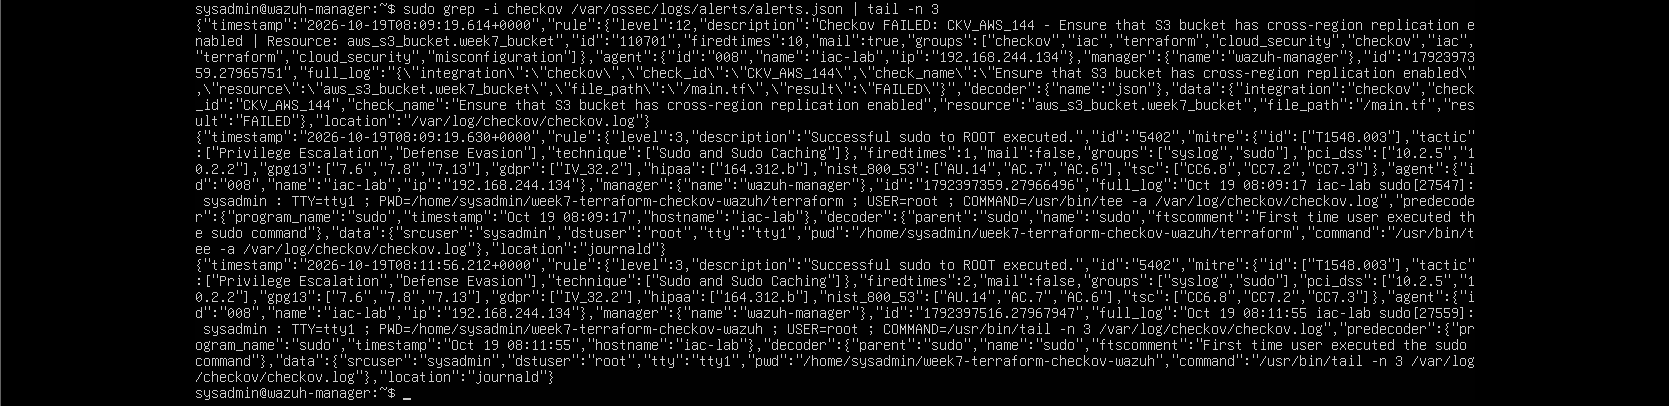 sysadmin@wazuh-manager:~$ sudo grep -i checkov /var/ossec/logs/alerts/alerts.json | tail -n 3
{"timestamp":"2026-10-19T08:09:19.614+0000","rule":{"level":12,"description":"Checkov FAILED: CKV_AWS_144 - Ensure that S3 bucket has cross-region replication e
nabled | Resource: aws_s3_bucket.week7_bucket","id":"110701","firedtimes":10,"mail":true,"groups":["checkov","iac","terraform","cloud_security","checkov","iac",
"terraform","cloud_security","misconfiguration"]},"agent":{"id":"008","name":"iac-lab","ip":"192.168.244.134"},"manager":{"name":"wazuh-manager"},"id":"17923973
59.27965751","full_log":"{\"integration\":\"checkov\",\"check_id\":\"CKV_AWS_144\",\"check_name\":\"Ensure that S3 bucket has cross-region replication enabled\"
,\"resource\":\"aws_s3_bucket.week7_bucket\",\"file_path\":\"/main.tf\",\"result\":\"FAILED\"}","decoder":{"name":"json"},"data":{"integration":"checkov","check
_id":"CKV_AWS_144","check_name":"Ensure that S3 bucket has cross-region replication enabled","resource":"aws_s3_bucket.week7_bucket","file_path":"/main.tf","res
ult":"FAILED"},"location":"/var/log/checkov/checkov.log"}
{"timestamp":"2026-10-19T08:09:19.630+0000","rule":{"level":3,"description":"Successful sudo to ROOT executed.","id":"5402","mitre":{"id":["T1548.003"],"tactic"
:["Privilege Escalation","Defense Evasion"],"technique":["Sudo and Sudo Caching"]},"firedtimes":1,"mail":false,"groups":["syslog","sudo"],"pci_dss":["10.2.5","1
0.2.2"],"gpg13":["7.6","7.8","7.13"],"gdpr":["IV_32.2"],"hipaa":["164.312.b"],"nist_800_53":["AU.14","AC.7","AC.6"],"tsc":["CC6.8","CC7.2","CC7.3"]},"agent":{"i
d":"008","name":"iac-lab","ip":"192.168.244.134"},"manager":{"name":"wazuh-manager"},"id":"1792397359.27966496","full_log":"Oct 19 08:09:17 iac-lab sudo[27547]:
 sysadmin : TTY=tty1 ; PWD=/home/sysadmin/week7-terraform-checkov-wazuh/terraform ; USER=root ; COMMAND=/usr/bin/tee -a /var/log/checkov/checkov.log","predecode
r":{"program_name":"sudo","timestamp":"Oct 19 08:09:17","hostname":"iac-lab"},"decoder":{"parent":"sudo","name":"sudo","ftscomment":"First time user executed th
e sudo command"},"data":{"srcuser":"sysadmin","dstuser":"root","tty":"tty1","pwd":"/home/sysadmin/week7-terraform-checkov-wazuh/terraform","command":"/usr/bin/t
ee -a /var/log/checkov/checkov.log"},"location":"journald"}
{"timestamp":"2026-10-19T08:11:56.212+0000","rule":{"level":3,"description":"Successful sudo to ROOT executed.","id":"5402","mitre":{"id":["T1548.003"],"tactic"
:["Privilege Escalation","Defense Evasion"],"technique":["Sudo and Sudo Caching"]},"firedtimes":2,"mail":false,"groups":["syslog","sudo"],"pci_dss":["10.2.5","1
0.2.2"],"gpg13":["7.6","7.8","7.13"],"gdpr":["IV_32.2"],"hipaa":["164.312.b"],"nist_800_53":["AU.14","AC.7","AC.6"],"tsc":["CC6.8","CC7.2","CC7.3"]},"agent":{"i
d":"008","name":"iac-lab","ip":"192.168.244.134"},"manager":{"name":"wazuh-manager"},"id":"1792397516.27967947","full_log":"Oct 19 08:11:55 iac-lab sudo[27559]:
 sysadmin : TTY=tty1 ; PWD=/home/sysadmin/week7-terraform-checkov-wazuh ; USER=root ; COMMAND=/usr/bin/tail -n 3 /var/log/checkov/checkov.log","predecoder":{"pr
ogram_name":"sudo","timestamp":"Oct 19 08:11:55","hostname":"iac-lab"},"decoder":{"parent":"sudo","name":"sudo","ftscomment":"First time user executed the sudo 
command"},"data":{"srcuser":"sysadmin","dstuser":"root","tty":"tty1","pwd":"/home/sysadmin/week7-terraform-checkov-wazuh","command":"/usr/bin/tail -n 3 /var/log
/checkov/checkov.log"},"location":"journald"}
sysadmin@wazuh-manager:~$ _